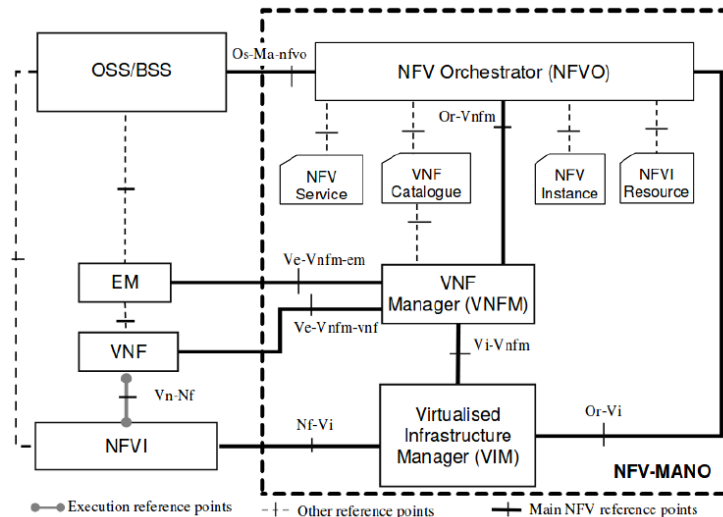 Os-Ma-nfvo
OSS/BSS
NFV Orchestrator (NFVO)
Or-Vnfm
NFV
Service
VNF
Catalogue
NFV
Instance
NFVI
Resource
Ve-Vnfm-em
EM
VNF
Manager (VNFM)
Ve-Vnfm-vnf
VNF
Vi-Vnfm
Vn-Nf
Virtualised
Infrastructure
Manager (VIM)
Nf-Vi
Or-Vi
NFVI
NFV-MANO
Execution reference points
Other reference points
Main NFV reference points